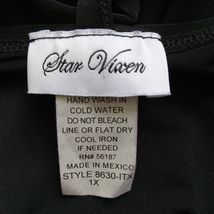 Star Vixen
HAND WASH IN
COLD WATER
DO NOT BLEACH
LINE OR FLAT DRY
COOL IRON
IF NEEDED
RN# 56187
MADE IN MEXICO
STYLE 8630-ITX
1X